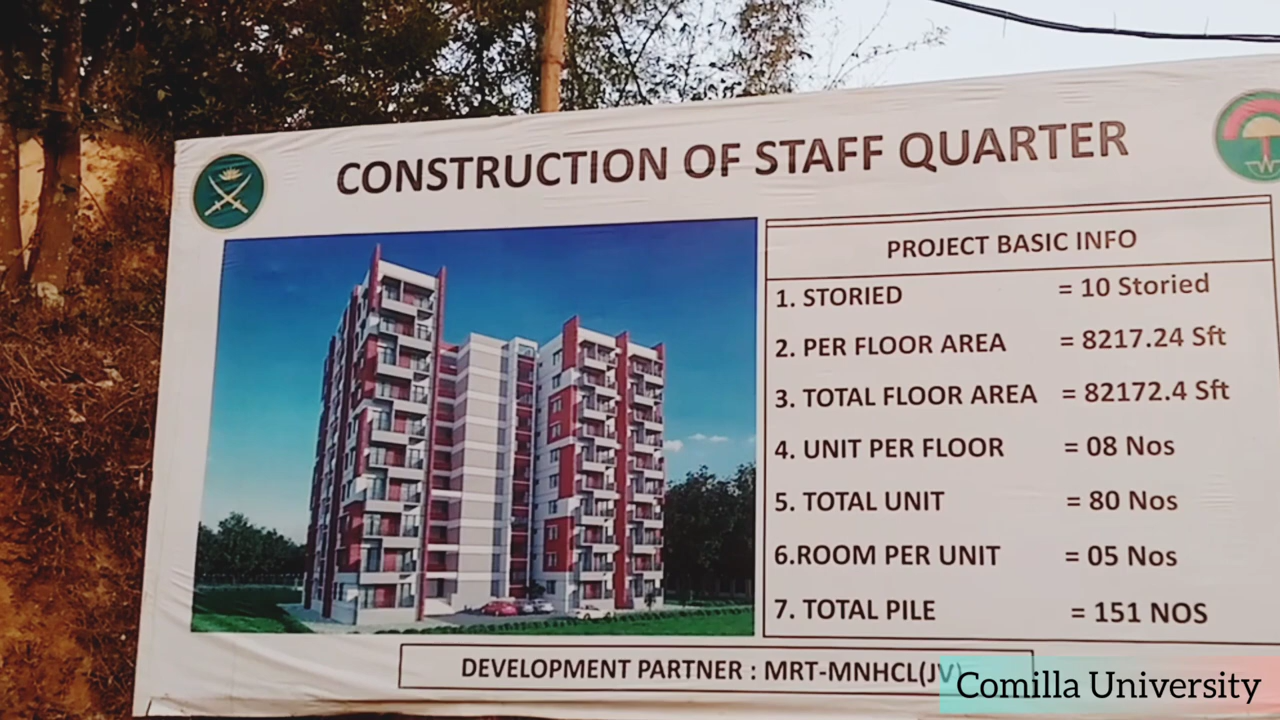 CONSTRUCTION OF STAFF QUARTER
PROJECT BASIC INFO
1. STORIED = 10 Storied
2. PER FLOOR AREA = 8217.24 Sft
3. TOTAL FLOOR AREA = 82172.4 Sft
4. UNIT PER FLOOR = 08 Nos
5. TOTAL UNIT = 80 Nos
6.ROOM PER UNIT = 05 Nos
7. TOTAL PILE = 151 NOS
DEVELOPMENT PARTNER : MRT-MNHCL(JV)
Comilla University